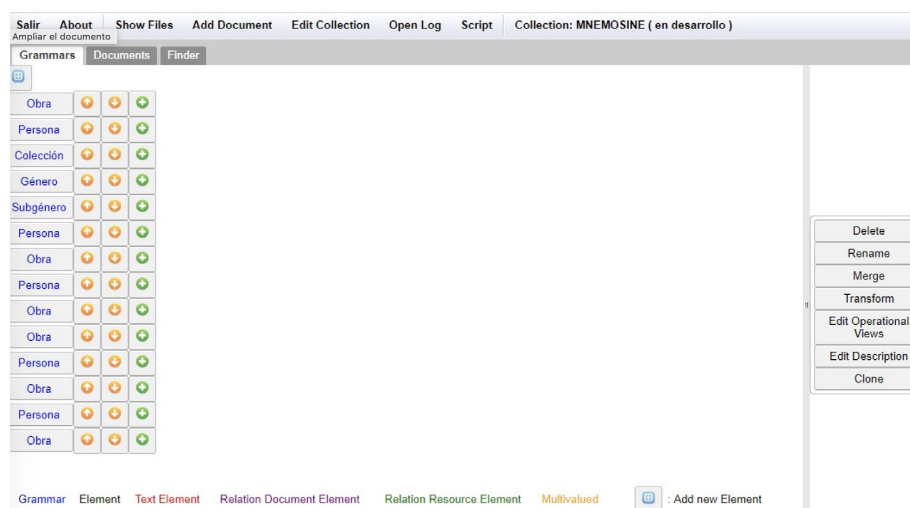 Salir About Show Files Add Document Edit Collection Open Log Script Collection: MNEMOSINE ( en desarrollo )
Ampliar el documento
Grammars Documents Finder
Obra
Persona
Colección
Género
Subgénero
Persona
Obra
Persona
Obra
Obra
Persona
Obra
Persona
Obra
Delete
Rename
Merge
Transform
Edit Operational
Views
Edit Description
Clone
Grammar Element Text Element Relation Document Element Relation Resource Element Multivalued : Add new Element